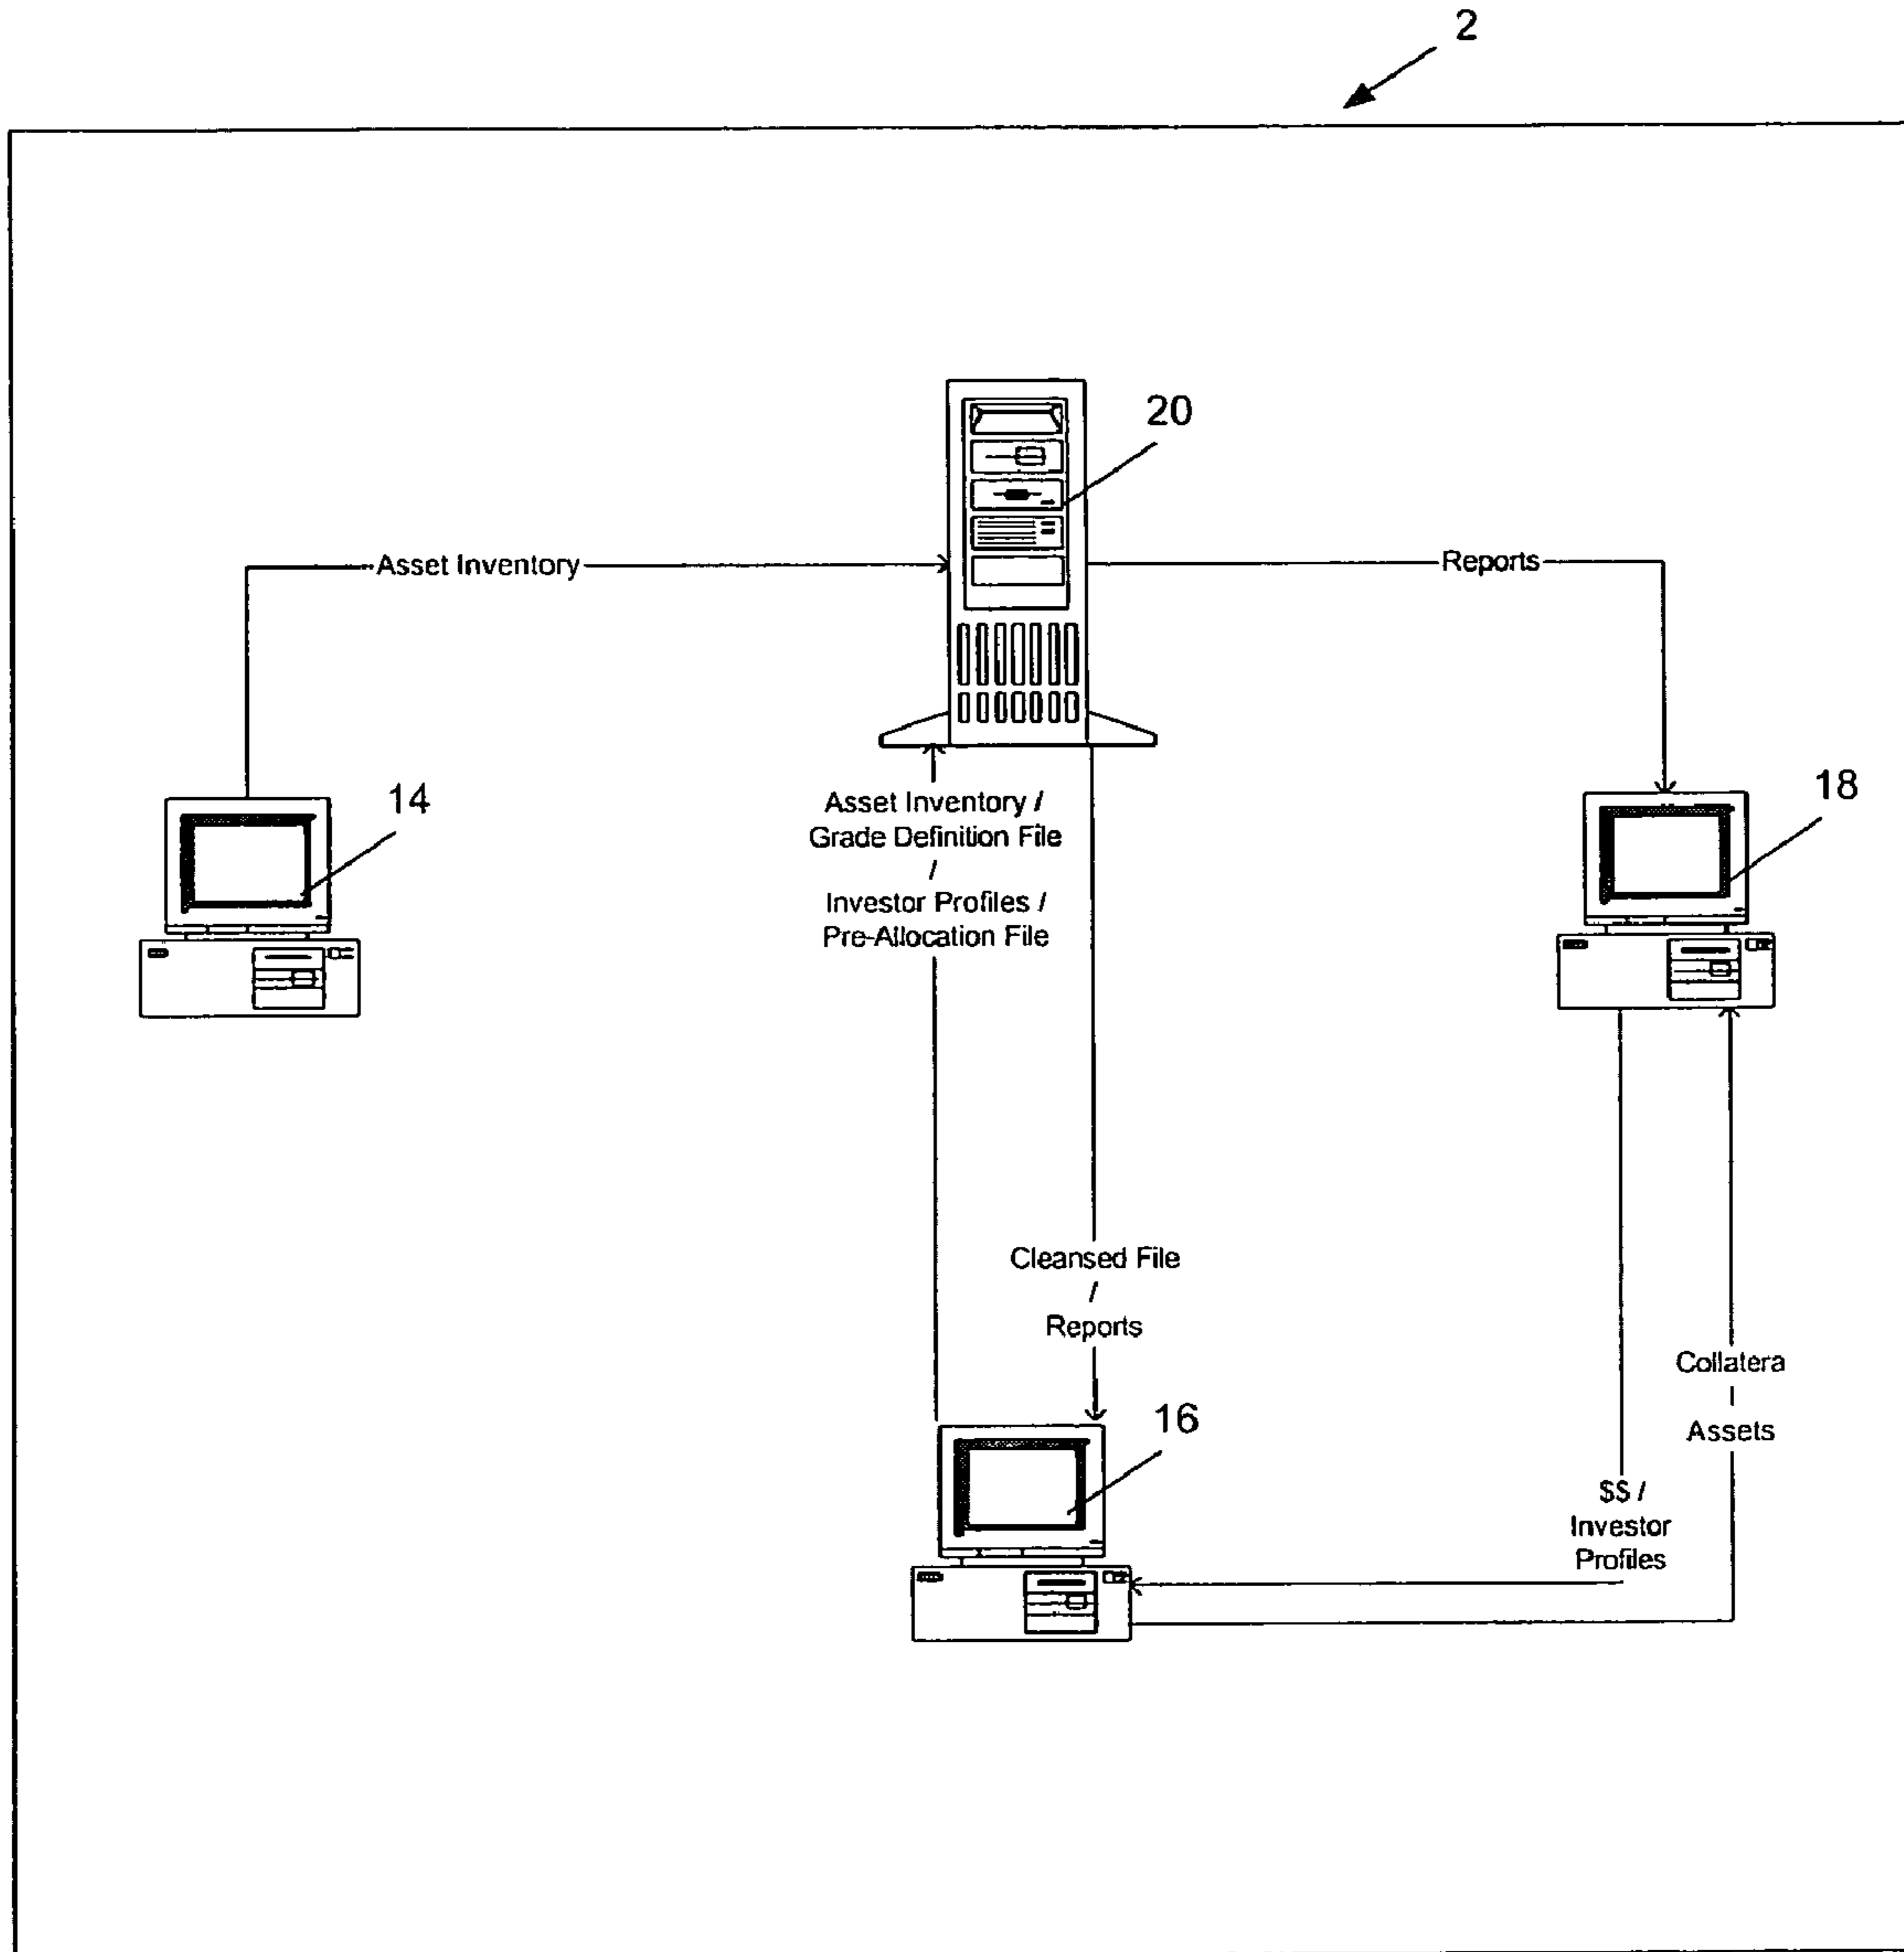 2
20
Asset Inventory
Reports
14
18
Asset Inventory /
Grade Definition File
/
Investor Profiles /
Pre-Allocation File
Cleansed File
/
Reports
16
Collatera
Assets
$$ /
Investor
Profiles